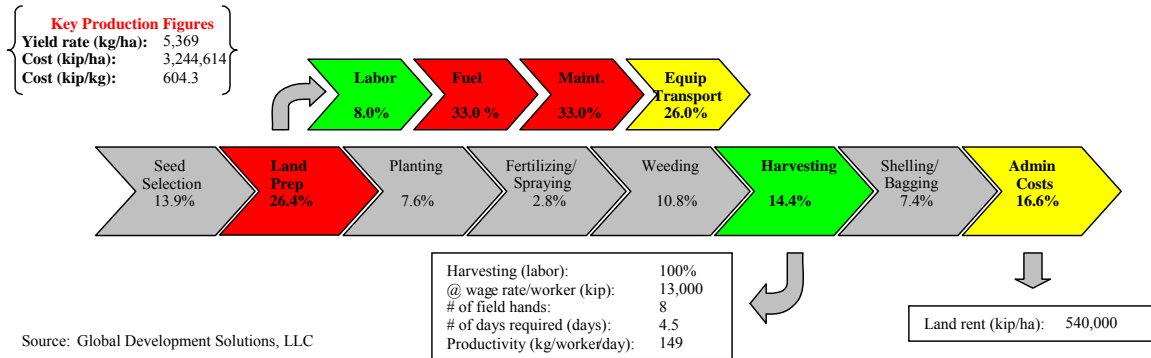 Key Production Figures
Yield rate (kg/ha): 5,369
Cost (kip/ha): 3,244,614
Cost (kip/kg): 604.3
Labor
8.0%
Fuel
33.0 %
Maint.
33.0%
Equip
Transport
26.0%
Seed
Selection
13.9%
Land
Prep
26.4%
Planting
7.6%
Fertilizing/
Spraying
2.8%
Weeding
10.8%
Harvesting
14.4%
Shelling/
Bagging
7.4%
Admin
Costs
16.6%
Harvesting (labor): 100%
@ wage rate/worker (kip): 13,000
# of field hands: 8
# of days required (days): 4.5
Productivity (kg/worker/day): 149
Land rent (kip/ha): 540,000
Source: Global Development Solutions, LLC